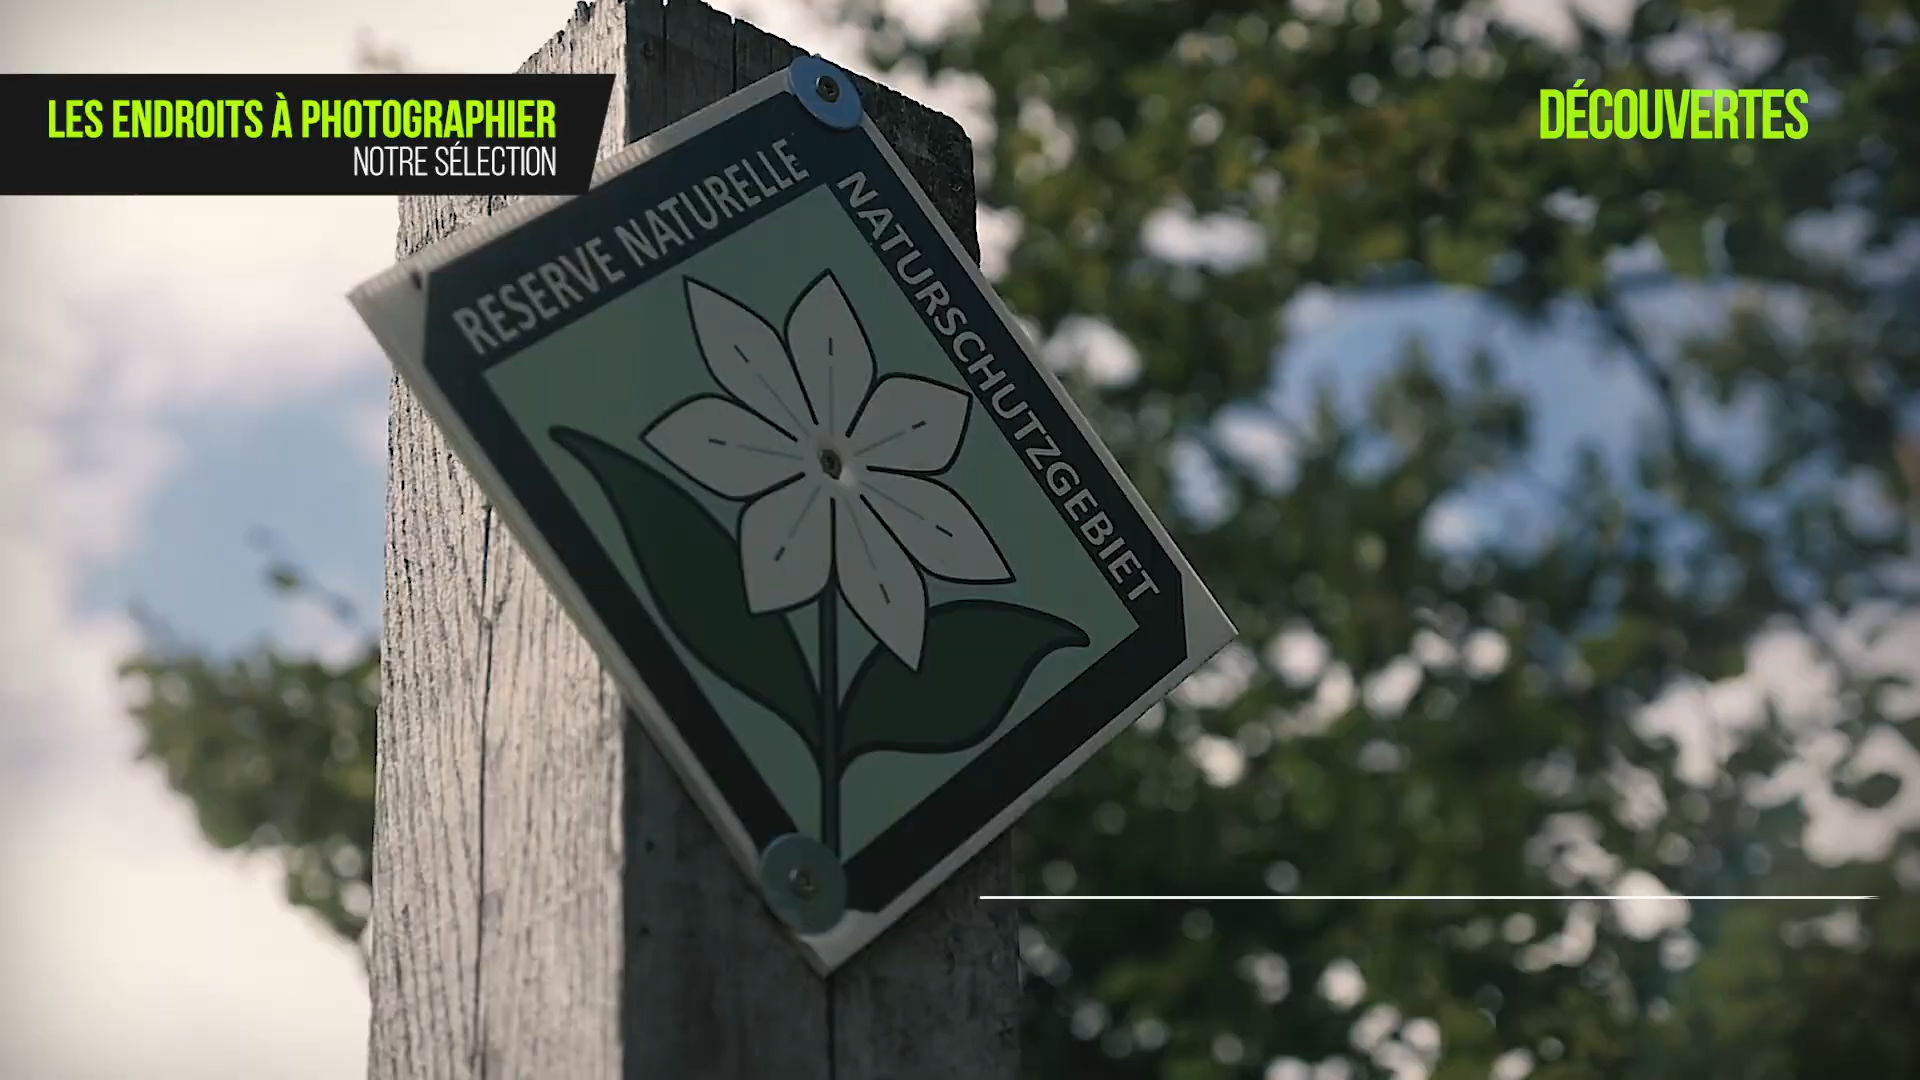 LES ENDROITS À PHOTOGRAPHIER
NOTRE SÉLECTION
DÉCOUVERTES
RESERVE NATURELLE
NATURSCHUTZGEBIET